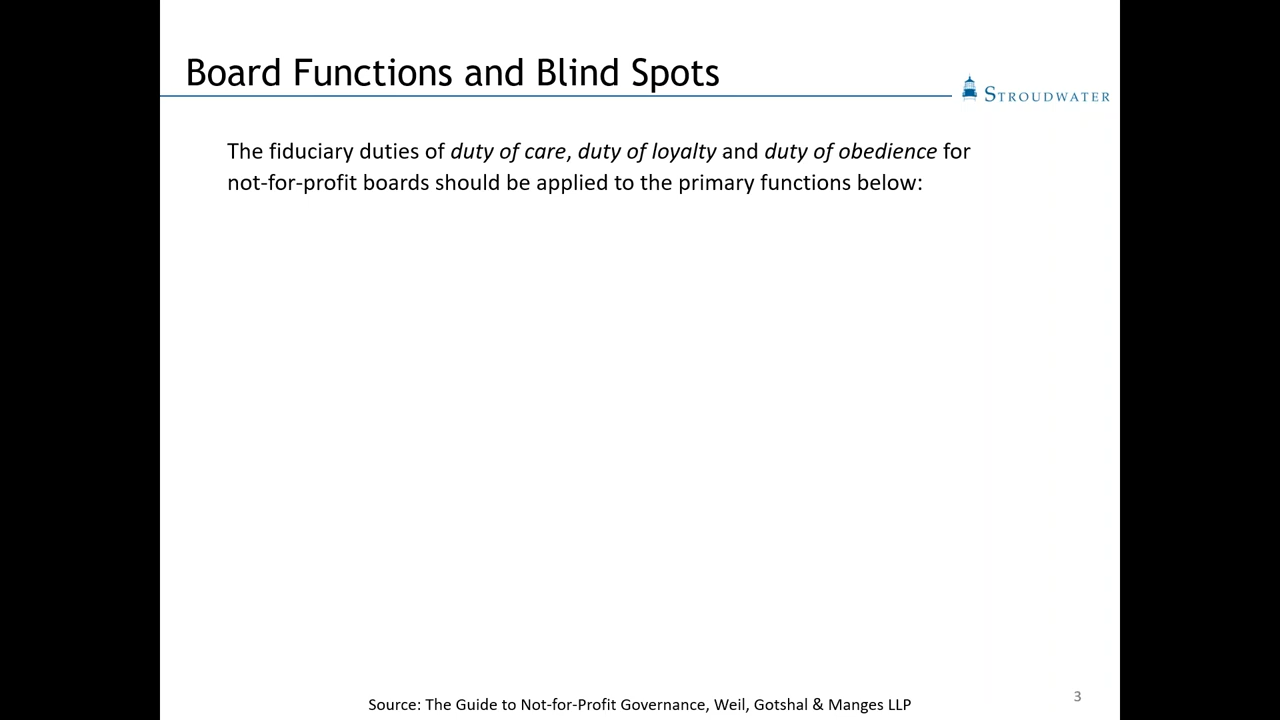 Board Functions and Blind Spots
STROUDWATER
The fiduciary duties of duty of care, duty of loyalty and duty of obedience for
not-for-profit boards should be applied to the primary functions below:
Source: The Guide to Not-for-Profit Governance, Weil, Gotshal & Manges LLP
3